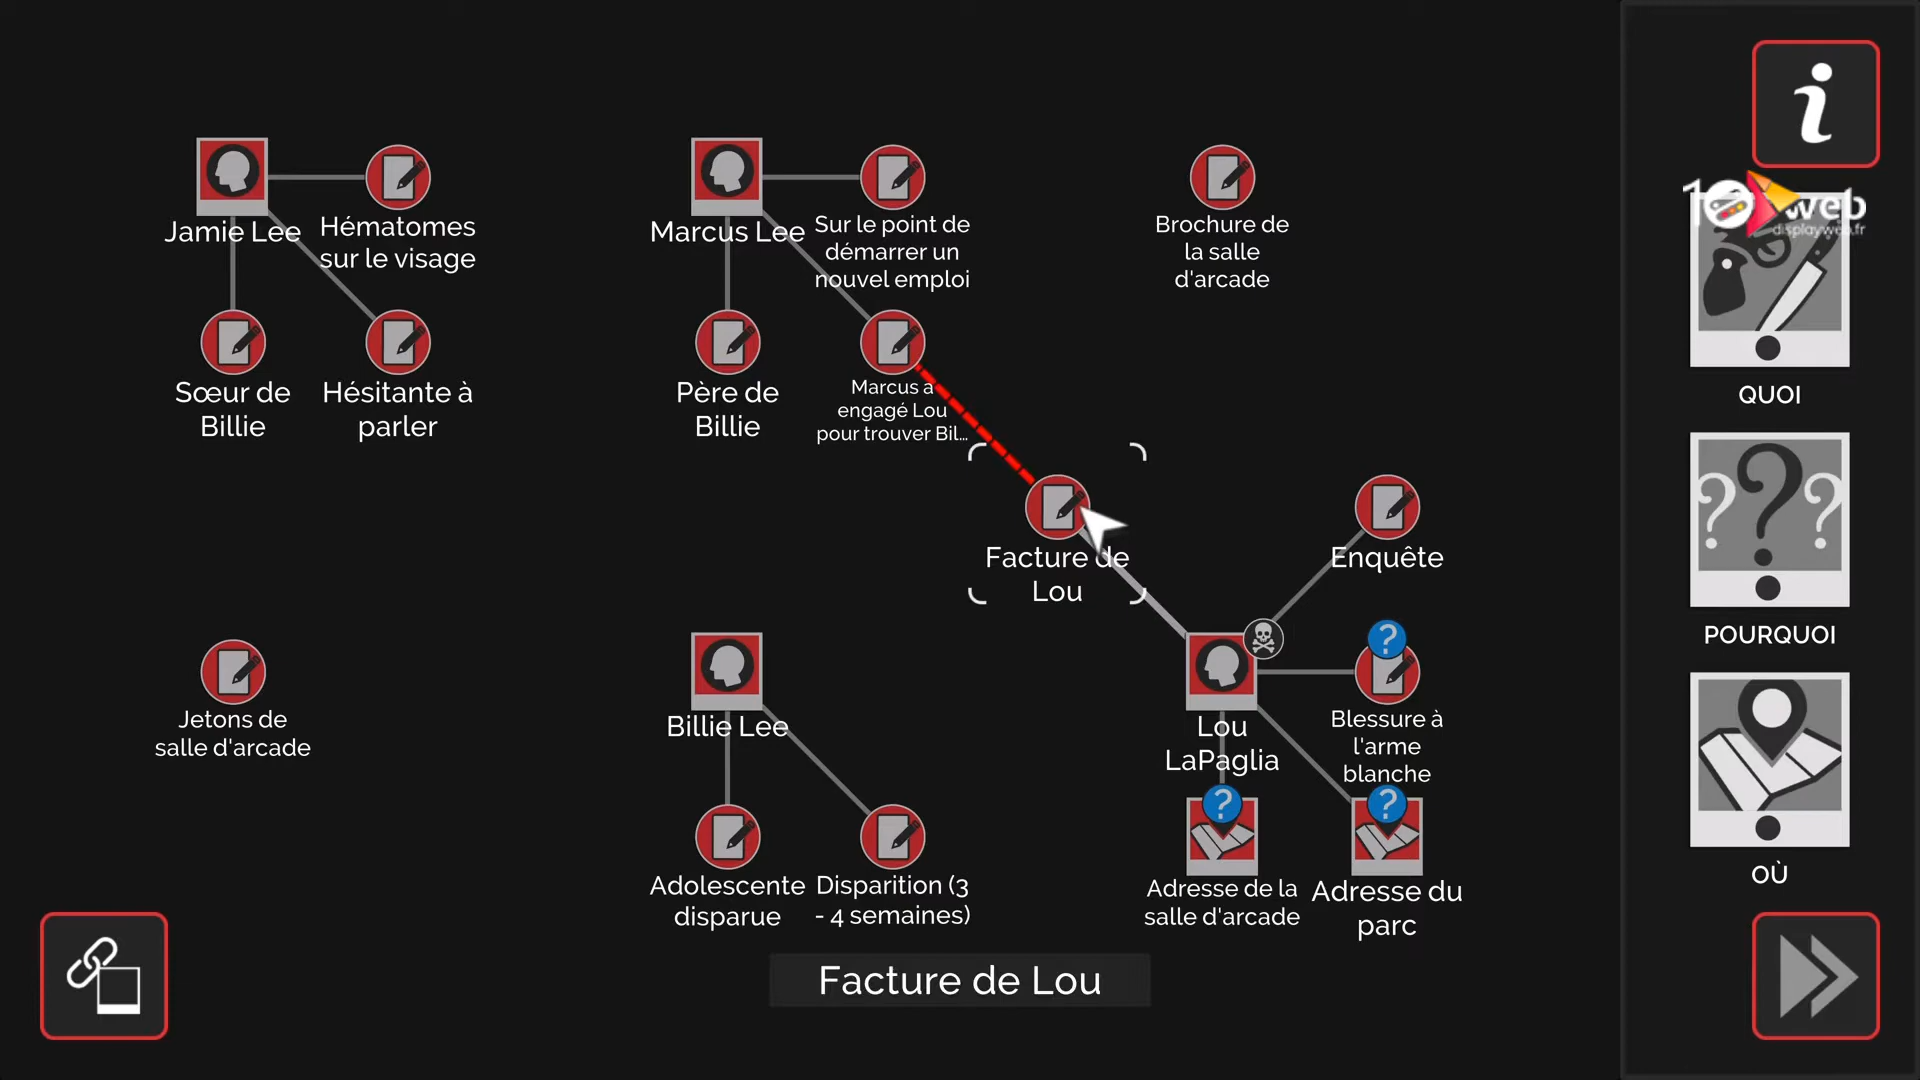 Jamie Lee
Hématomes
sur le visage
Sœur de
Billie
Hésitante à
parler
Marcus Lee
Sur le point de
démarrer un
nouvel emploi
Père de
Billie
Marcus a
engagé Lou
pour trouver Bil...
Brochure de
la salle
d'arcade
Facture de
Lou
Enquête
Jetons de
salle d'arcade
Billie Lee
Adolescente
disparue
Disparition (3
- 4 semaines)
Lou
LaPaglia
Blessure à
l'arme
blanche
Adresse de la
salle d'arcade
Adresse du
parc
Facture de Lou
i
web
displayweb.fr
QUOI
POURQUOI
OÙ